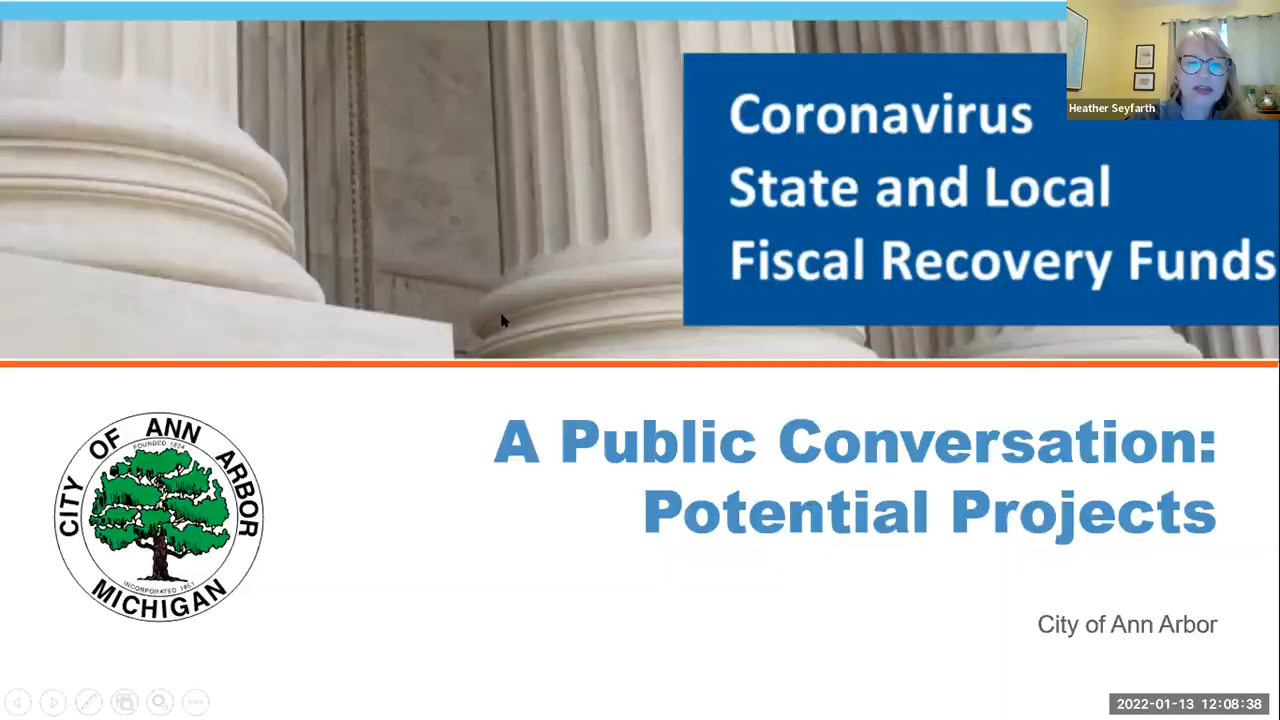 Coronavirus
State and Local
Fiscal Recovery Funds
Heather Seyfarth
A Public Conversation:
Potential Projects
CITY OF ANN ARBOR
FOUNDED 1824
INCORPORATED 1851
MICHIGAN
City of Ann Arbor
2022-01-13 12:08:38